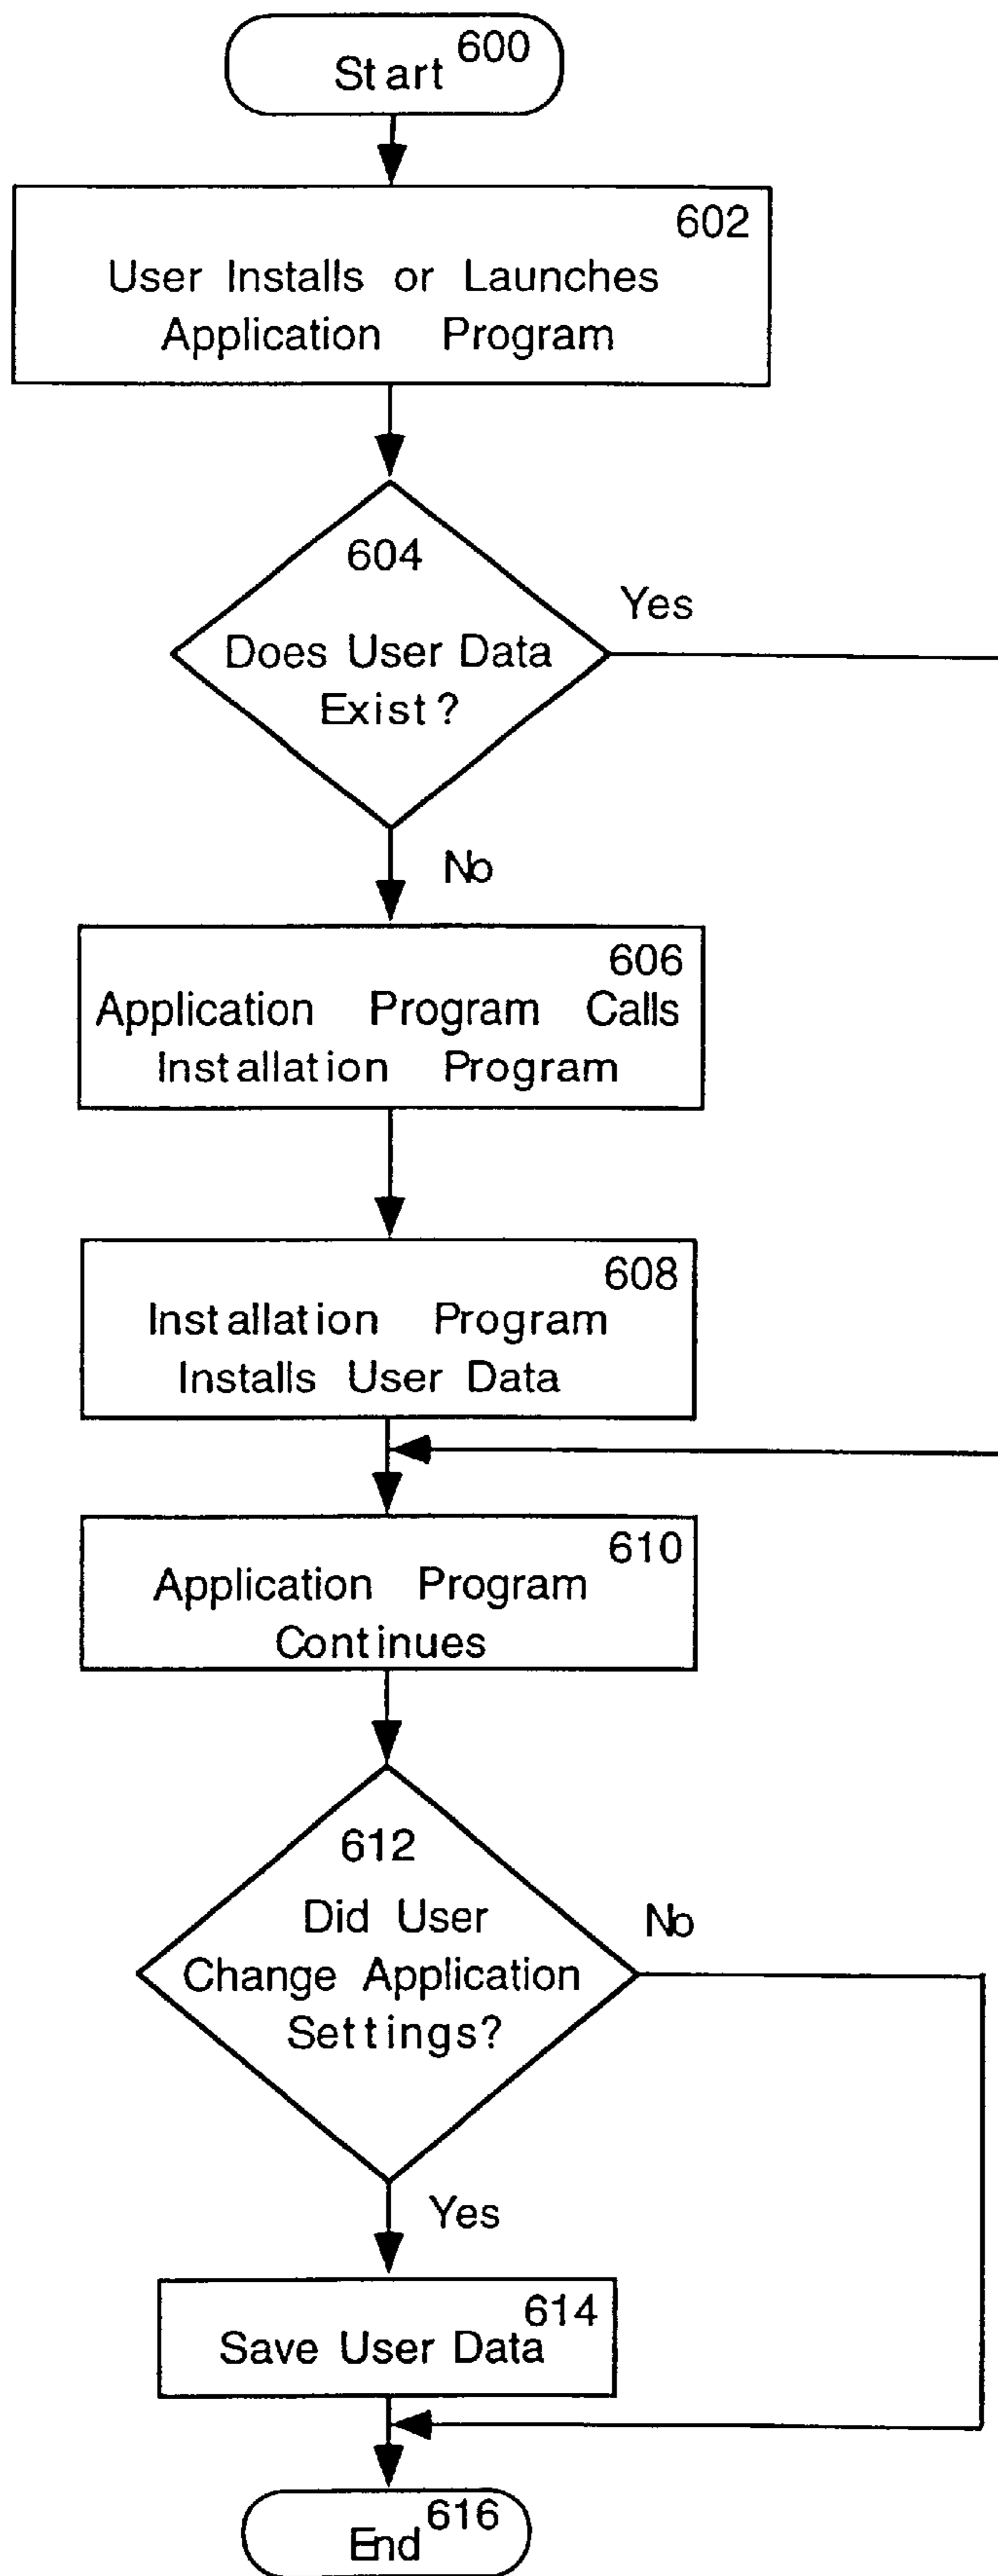 600
Start
602
User Installs or Launches
Application Program
604
Does User Data
Exist?
Yes
No
606
Application Program Calls
Installation Program
608
Installation Program
Installs User Data
610
Application Program
Continues
612
Did User
Change Application
Settings?
No
Yes
614
Save User Data
616
End